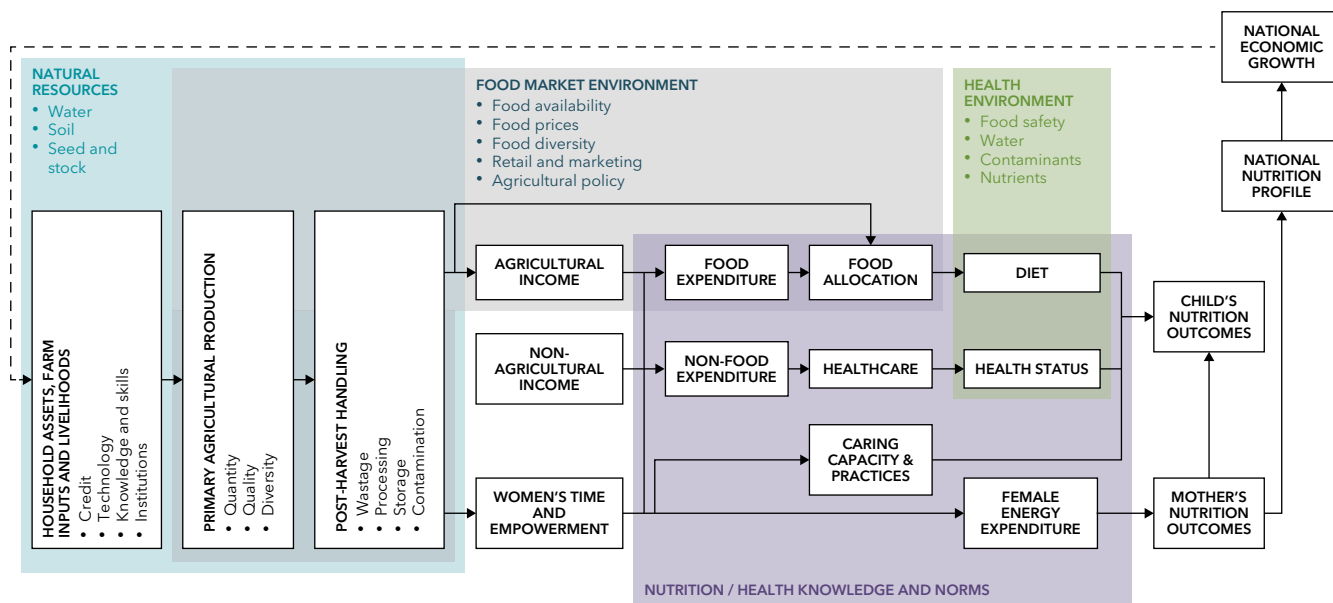 NATIONAL
ECONOMIC
GROWTH
NATURAL
RESOURCES
• Water
• Soil
• Seed and
stock
FOOD MARKET ENVIRONMENT
• Food availability
• Food prices
• Food diversity
• Retail and marketing
• Agricultural policy
HEALTH
ENVIRONMENT
• Food safety
• Water
• Contaminants
• Nutrients
NATIONAL
NUTRITION
PROFILE
HOUSEHOLD ASSETS, FARM
INPUTS AND LIVELIHOODS
• Credit
• Technology
• Knowledge and skills
• Institutions
PRIMARY AGRICULTURAL PRODUCTION
• Quantity
• Quality
• Diversity
POST-HARVEST HANDLING
• Wastage
• Processing
• Storage
• Contamination
AGRICULTURAL
INCOME
FOOD
EXPENDITURE
FOOD
ALLOCATION
DIET
CHILD'S
NUTRITION
OUTCOMES
NON-
AGRICULTURAL
INCOME
NON-FOOD
EXPENDITURE
HEALTHCARE
HEALTH STATUS
CARING
CAPACITY &
PRACTICES
WOMEN'S TIME
AND
EMPOWERMENT
FEMALE
ENERGY
EXPENDITURE
MOTHER'S
NUTRITION
OUTCOMES
NUTRITION / HEALTH KNOWLEDGE AND NORMS